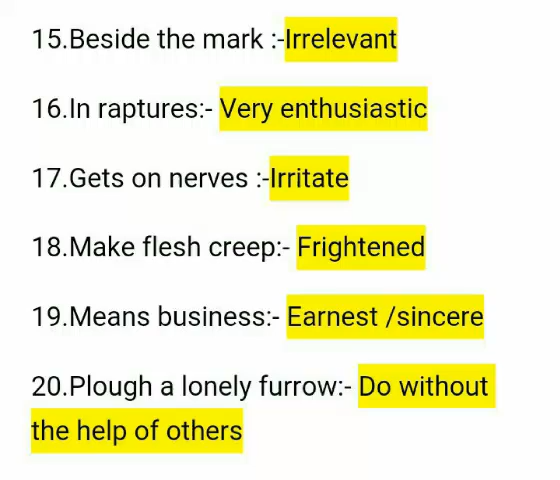 15.Beside the mark :-Irrelevant
16.In raptures:- Very enthusiastic
17.Gets on nerves :-Irritate
18.Make flesh creep:- Frightened
19.Means business:- Earnest /sincere
20.Plough a lonely furrow:- Do without
the help of others